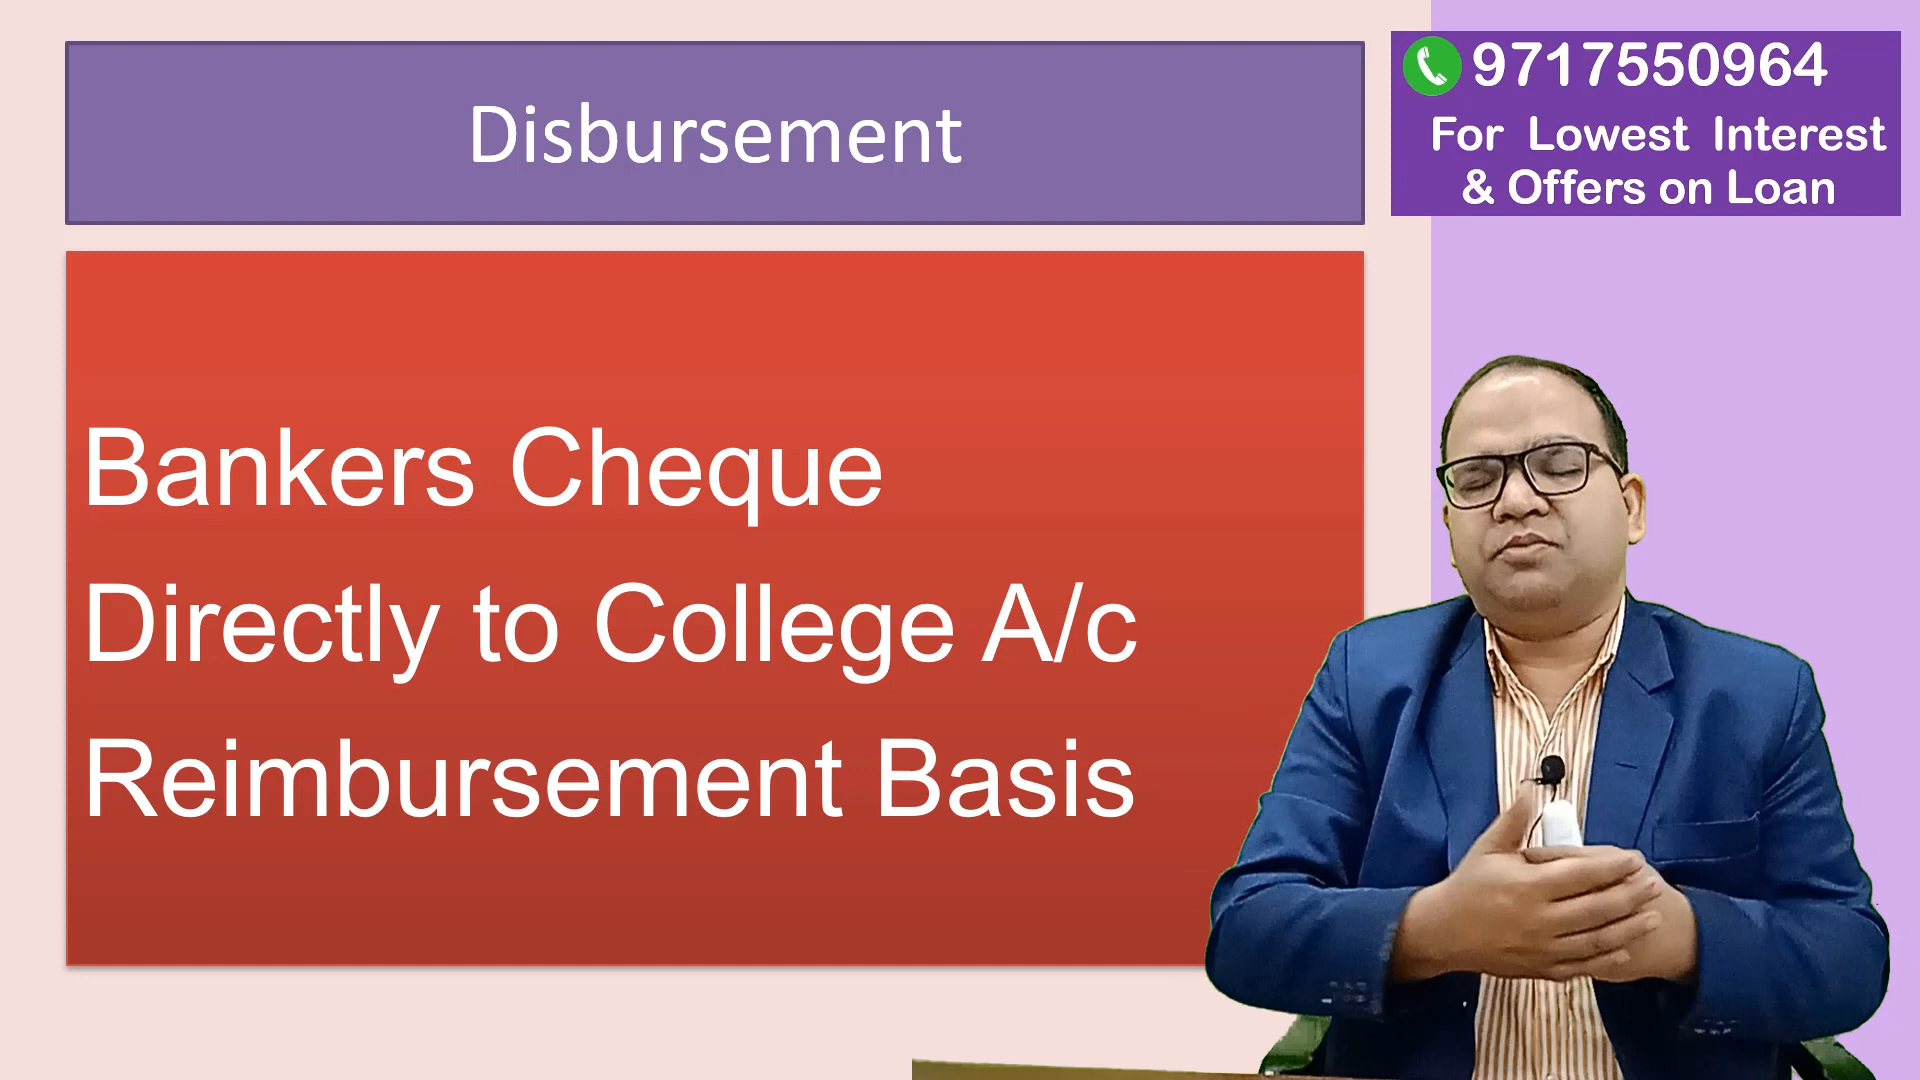 Disbursement
9717550964
For Lowest Interest
& Offers on Loan
Bankers Cheque
Directly to College A/c
Reimbursement Basis